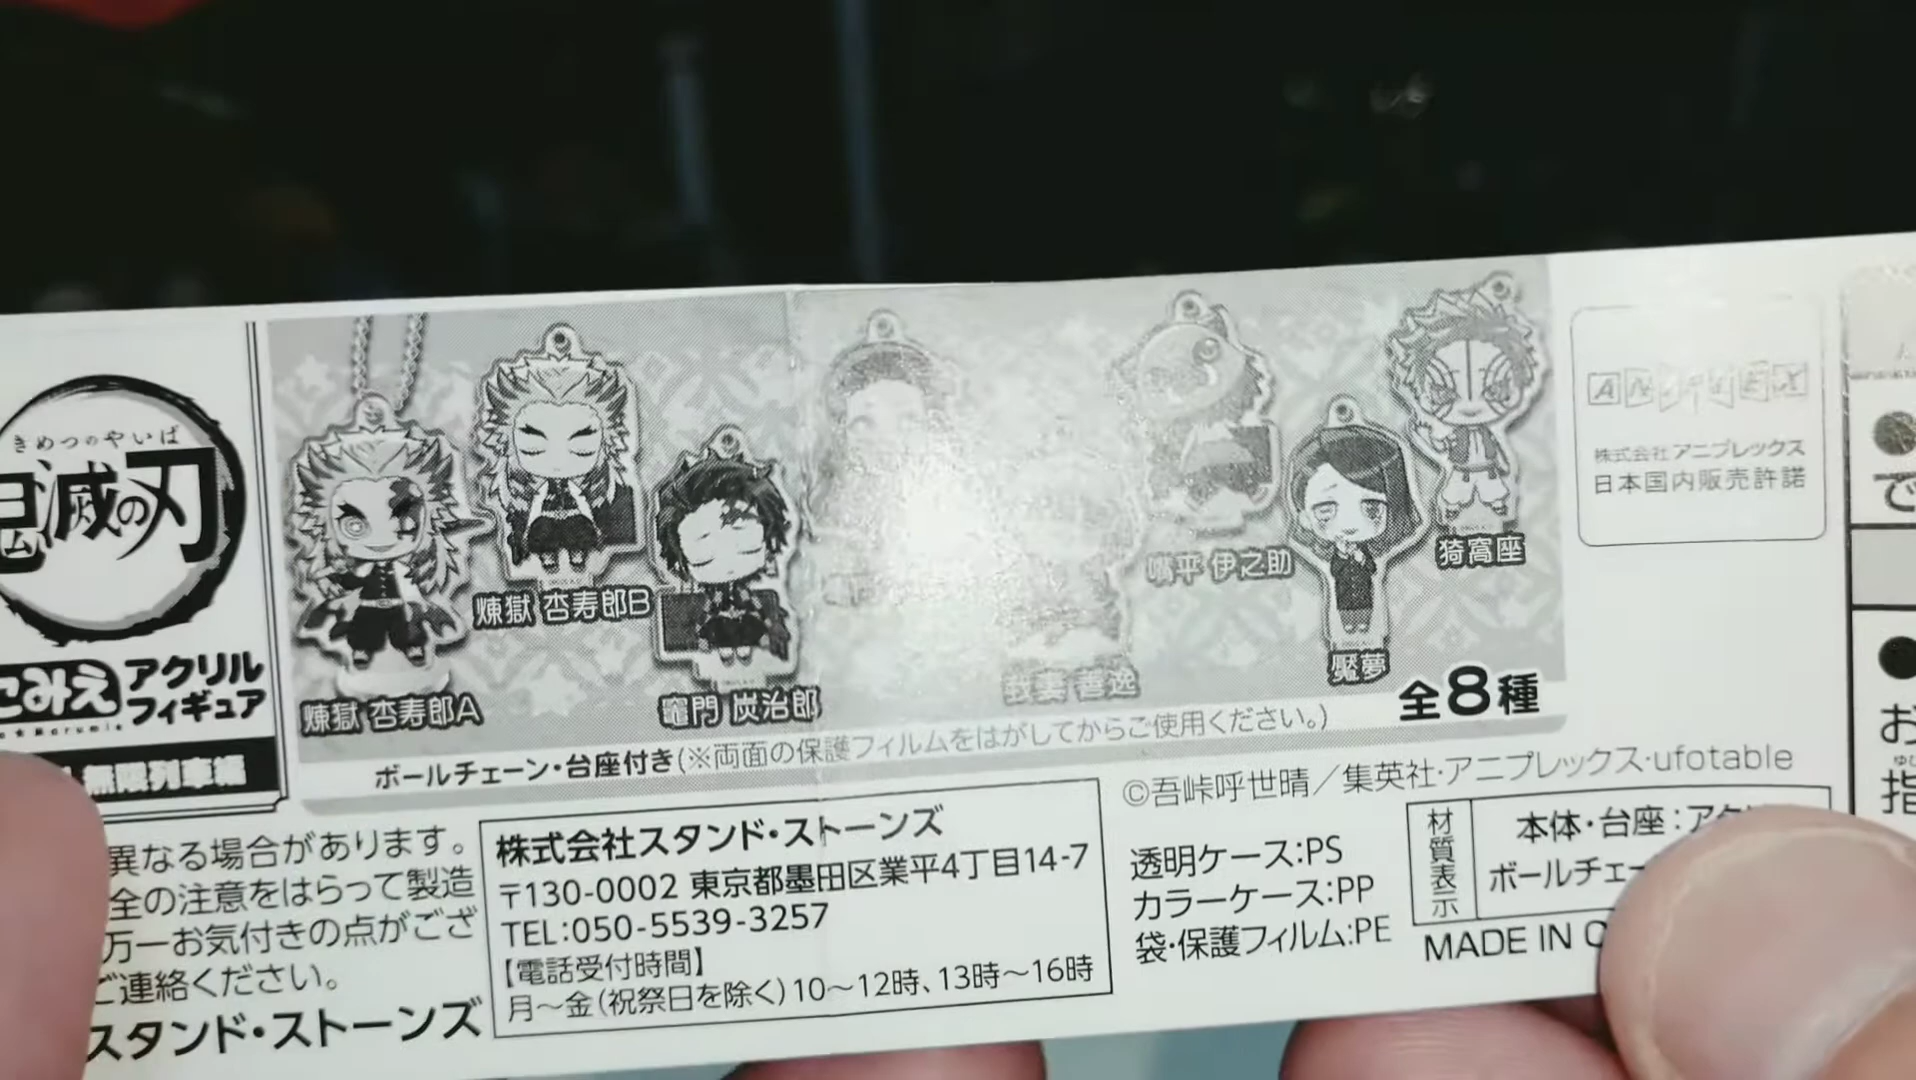 きめつのやいば
鬼滅の刃
アクリル
フィギュア
無限列車編
煉獄 杏寿郎A
煉獄 杏寿郎B
竈門 炭治郎
我妻 善逸
嘴平 伊之助
魘夢
猗窩座
全8種
ボールチェーン・台座付き(※両面の保護フィルムをはがしてからご使用ください。)
ANIPLEX
株式会社アニプレックス
日本国内販売許諾
©吾峠呼世晴／集英社・アニプレックス・ufotable
異なる場合があります。
全の注意をはらって製造
万一お気付きの点がござ
ご連絡ください。
スタンド・ストーンズ
株式会社スタンド・ストーンズ
〒130-0002 東京都墨田区業平4丁目14-7
TEL:050-5539-3257
【電話受付時間】
月～金(祝祭日を除く)10～12時、13時～16時
透明ケース:PS
カラーケース:PP
袋・保護フィルム:PE
材質表示
本体・台座:アク
ボールチェー
MADE IN C
で
お
指